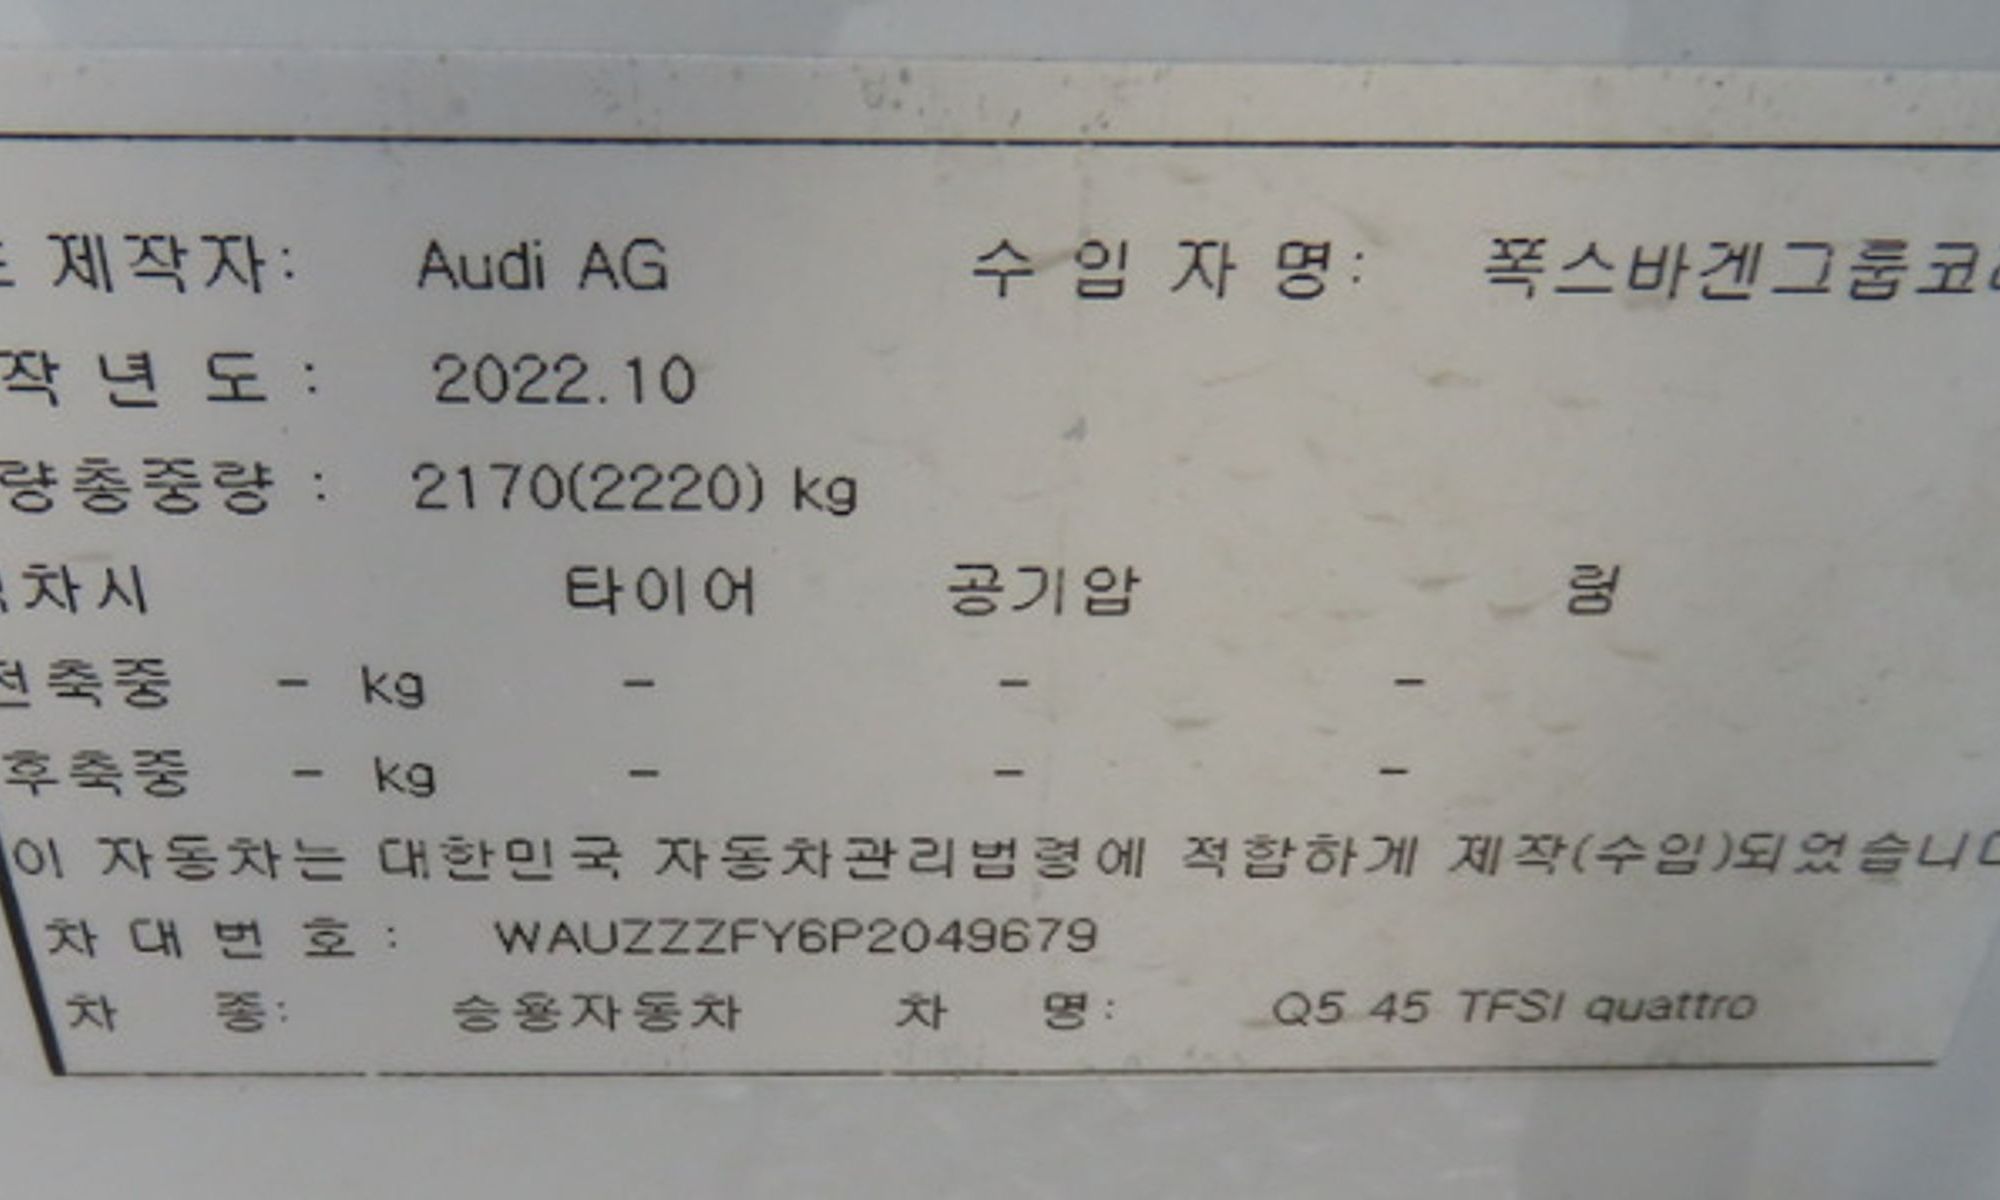 제작자: Audi AG 수 입 자 명: 폭스바겐그룹코
작 년 도 : 2022.10
량총중량 : 2170(2220) kg
차시 타이어 공기압 림
전축중 - kg - - -
후축중 - kg - - -
이 자동차는 대한민국 자동차관리법령에 적합하게 제작(수입)되었습니다
차 대 번 호 : WAUZZZFY6P2049679
차 종: 승용자동차 차 명: Q5 45 TFSI quattro